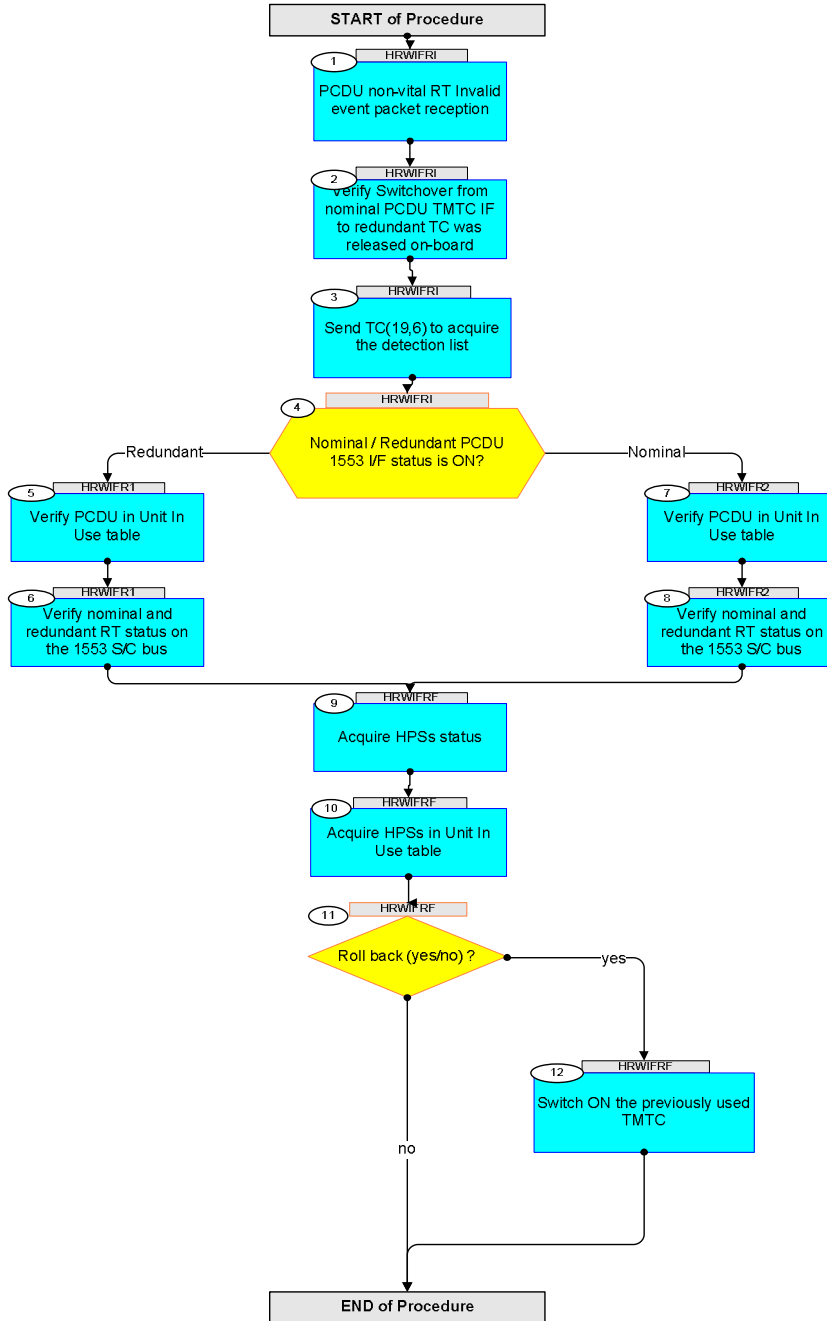 START of Procedure
HRWIFRI
1
PCDU non-vital RT Invalid
event packet reception
HRWIFRI
2
Verify Switchover from
nominal PCDU TMTC IF
to redundant TC was
released on-board
HRWIFRI
3
Send TC(19,6) to acquire
the detection list
HRWIFRI
4
Nominal / Redundant PCDU
1553 I/F status is ON?
Redundant
Nominal
HRWIFR1
5
Verify PCDU in Unit In
Use table
HRWIFR2
7
Verify PCDU in Unit In
Use table
HRWIFR1
6
Verify nominal and
redundant RT status on
the 1553 S/C bus
HRWIFR2
8
Verify nominal and
redundant RT status on
the 1553 S/C bus
HRWIFRF
9
Acquire HPSs status
HRWIFRF
10
Acquire HPSs in Unit In
Use table
HRWIFRF
11
Roll back (yes/no) ?
yes
HRWIFRF
12
Switch ON the previously used
TMTC
no
END of Procedure